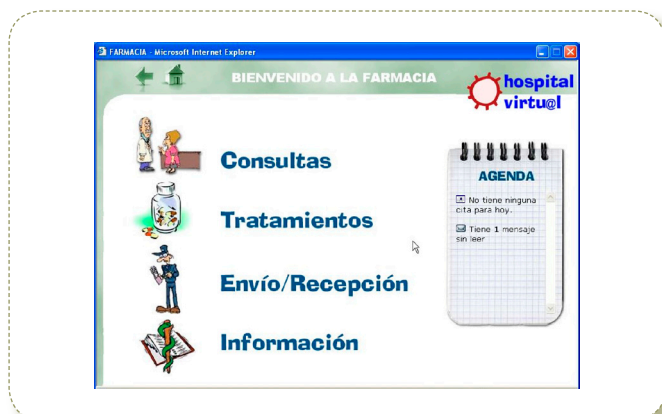 FARMACIA - Microsoft Internet Explorer
BIENVENIDO A LA FARMACIA
hospital
virtu@l
Consultas
Tratamientos
Envío/Recepción
Información
AGENDA
No tiene ninguna
cita para hoy.
Tiene 1 mensaje
sin leer